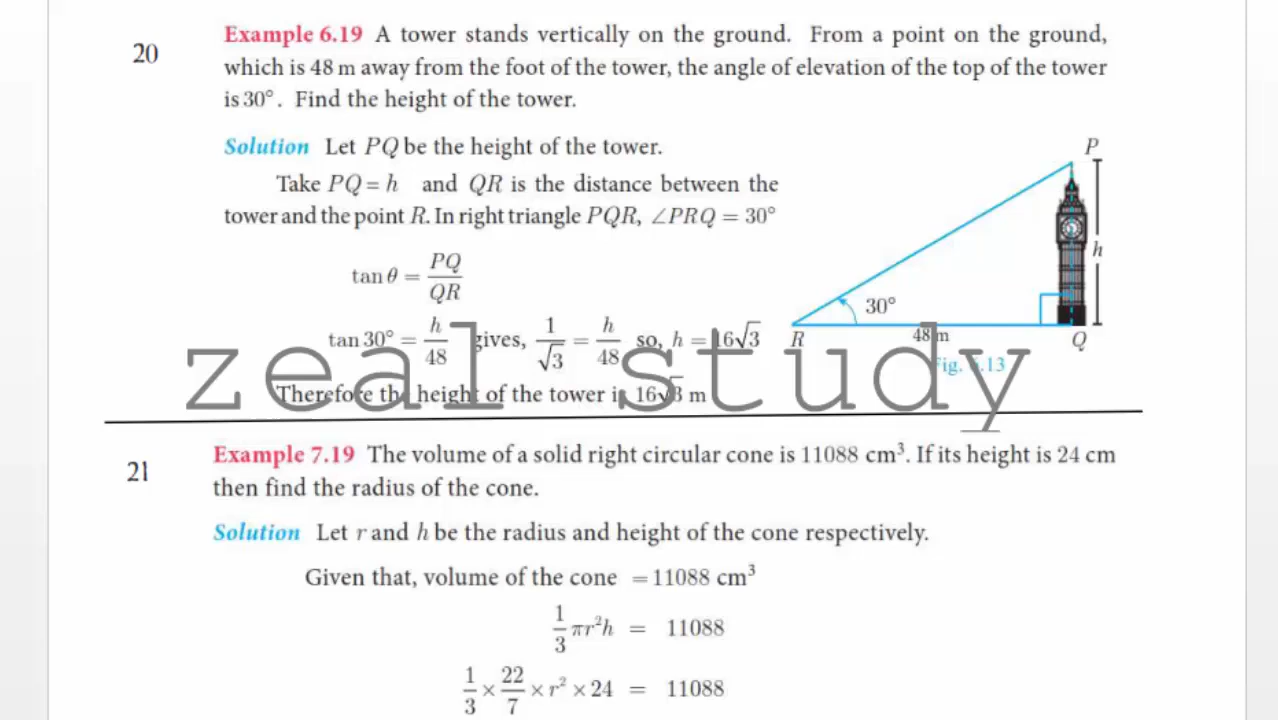 20
Example 6.19 A tower stands vertically on the ground. From a point on the ground,
which is 48 m away from the foot of the tower, the angle of elevation of the top of the tower
is 30°. Find the height of the tower.
Solution Let PQ be the height of the tower.
Take PQ = h and QR is the distance between the
tower and the point R. In right triangle PQR, ∠PRQ = 30°
tan θ = PQ/QR
tan 30° = h/48 gives, 1/√3 = h/48 so, h = 16√3
Therefore the height of the tower is 16√3 m
P
h
30°
R
48 m
Q
Fig. 6.13
zeal study
21
Example 7.19 The volume of a solid right circular cone is 11088 cm³. If its height is 24 cm
then find the radius of the cone.
Solution Let r and h be the radius and height of the cone respectively.
Given that, volume of the cone = 11088 cm³
1/3 πr²h = 11088
1/3 × 22/7 × r² × 24 = 11088